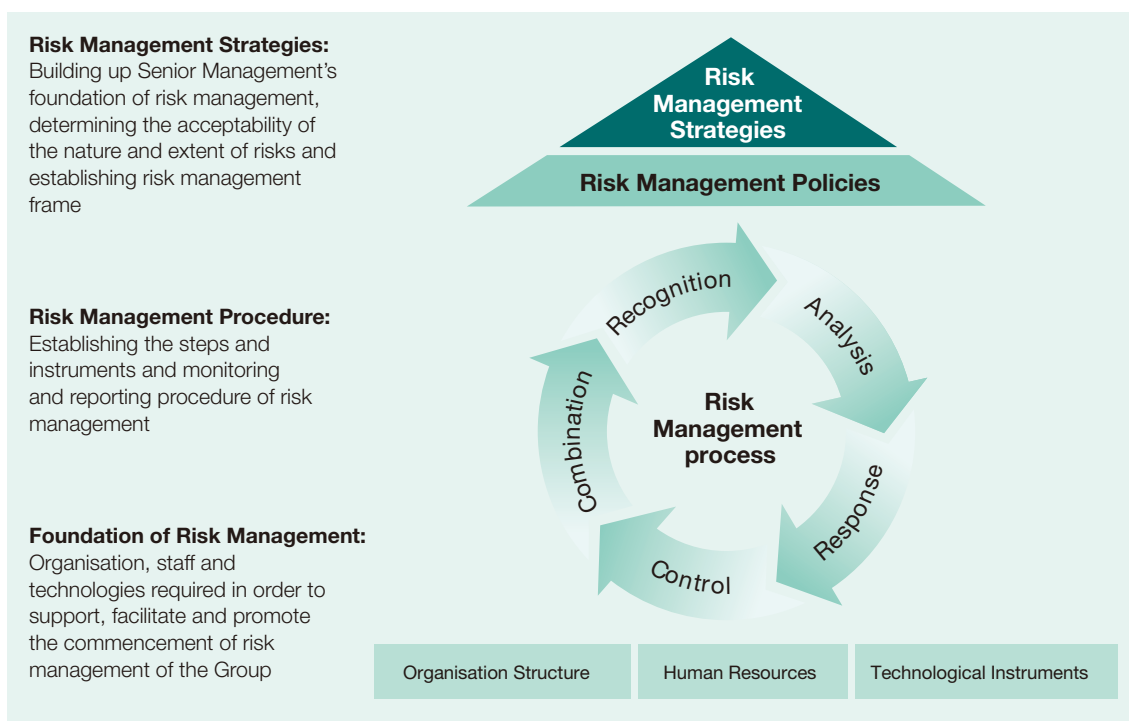 Risk Management Strategies:
Building up Senior Management's
foundation of risk management,
determining the acceptability of
the nature and extent of risks and
establishing risk management
frame
Risk
Management
Strategies
Risk Management Policies
Risk Management Procedure:
Establishing the steps and
instruments and monitoring
and reporting procedure of risk
management
Recognition
Analysis
Response
Control
Combination
Risk
Management
process
Foundation of Risk Management:
Organisation, staff and
technologies required in order to
support, facilitate and promote
the commencement of risk
management of the Group
Organisation Structure
Human Resources
Technological Instruments